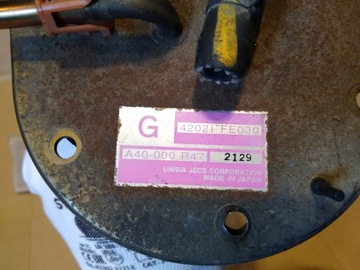 G 42021 FE030
A40-000 R47 2129
UNISIA JECS CORPORATION
MADE IN JAPAN